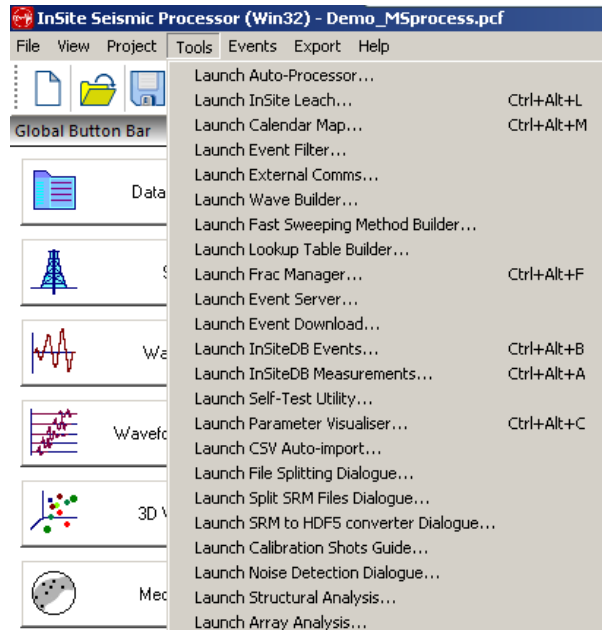 InSite Seismic Processor (Win32) - Demo_MSprocess.pcf
File View Project Tools Events Export Help
Global Button Bar
Data
Wa
Wavefo
3D
Mec
Launch Auto-Processor...
Launch InSite Leach... Ctrl+Alt+L
Launch Calendar Map... Ctrl+Alt+M
Launch Event Filter...
Launch External Comms...
Launch Wave Builder...
Launch Fast Sweeping Method Builder...
Launch Lookup Table Builder...
Launch Frac Manager... Ctrl+Alt+F
Launch Event Server...
Launch Event Download...
Launch InSiteDB Events... Ctrl+Alt+B
Launch InSiteDB Measurements... Ctrl+Alt+A
Launch Self-Test Utility...
Launch Parameter Visualiser... Ctrl+Alt+C
Launch CSV Auto-import...
Launch File Splitting Dialogue...
Launch Split SRM Files Dialogue...
Launch SRM to HDF5 converter Dialogue...
Launch Calibration Shots Guide...
Launch Noise Detection Dialogue...
Launch Structural Analysis...
Launch Array Analysis...